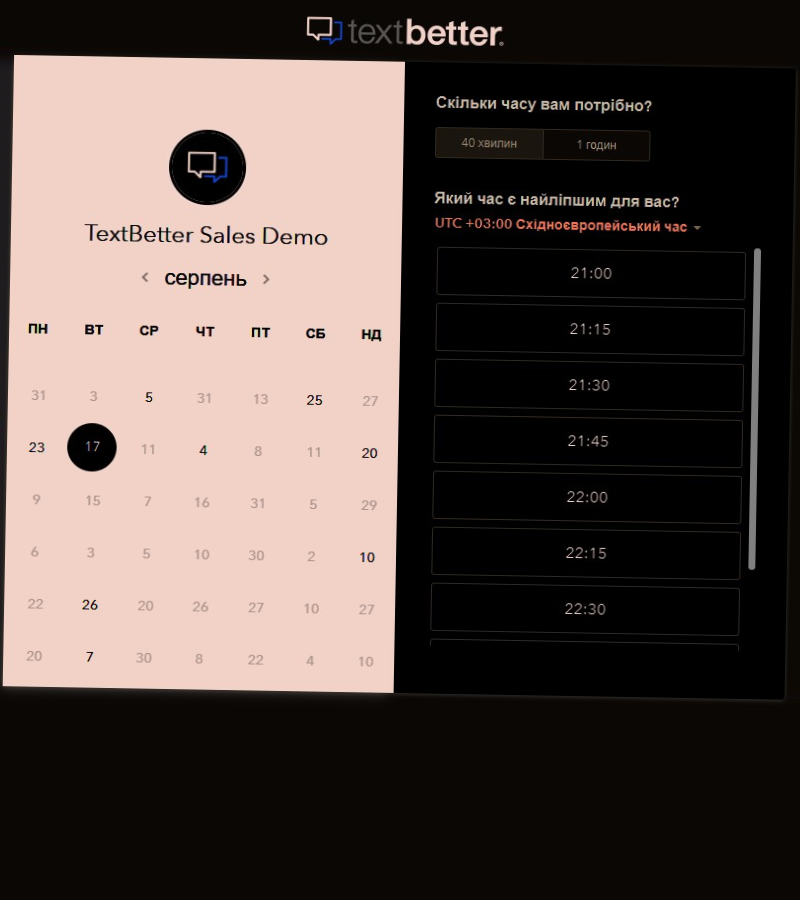 textbetter.
TextBetter Sales Demo
серпень
ПН ВТ СР ЧТ ПТ СБ НД
31 3 5 31 13 25 27
23 17 11 4 8 11 20
9 15 7 16 31 5 29
6 3 5 10 30 2 10
22 26 20 26 27 10 27
20 7 30 8 22 4 10
Скільки часу вам потрібно?
40 хвилин 1 годин
Який час є найліпшим для вас?
UTC +03:00 Східноєвропейський час
21:00
21:15
21:30
21:45
22:00
22:15
22:30